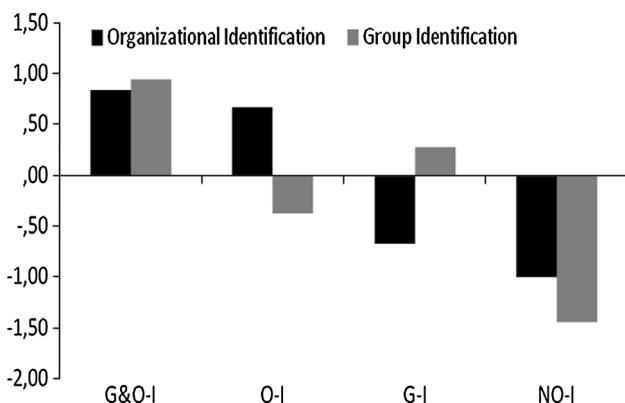 1,50
Organizational Identification
Group Identification
1,00
,50
,00
-,50
-1,00
-1,50
-2,00
G&O-I
O-I
G-I
NO-I